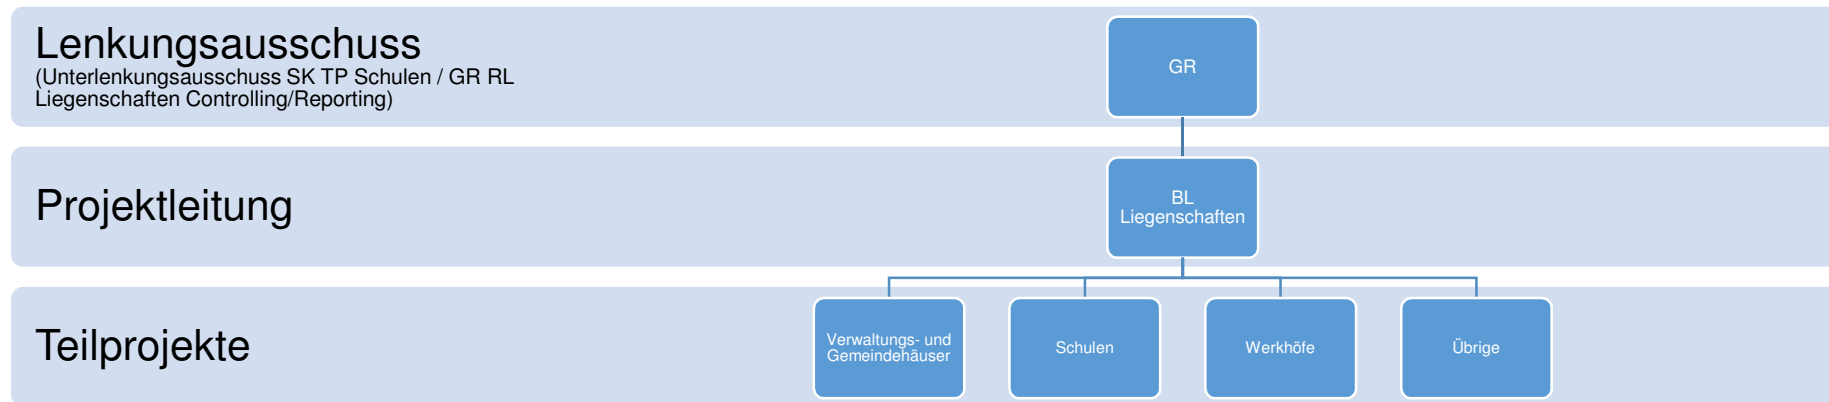 Lenkungsausschuss
(Unterlenkungsausschuss SK TP Schulen / GR RL
Liegenschaften Controlling/Reporting)
GR
Projektleitung
BL
Liegenschaften
Teilprojekte
Verwaltungs- und
Gemeindehäuser
Schulen
Werkhöfe
Übrige